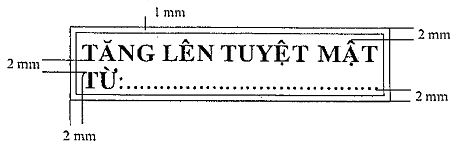 1 mm
2 mm
TĂNG LÊN TUYỆT MẬT
2 mm
TỪ:.............................................
2 mm
2 mm